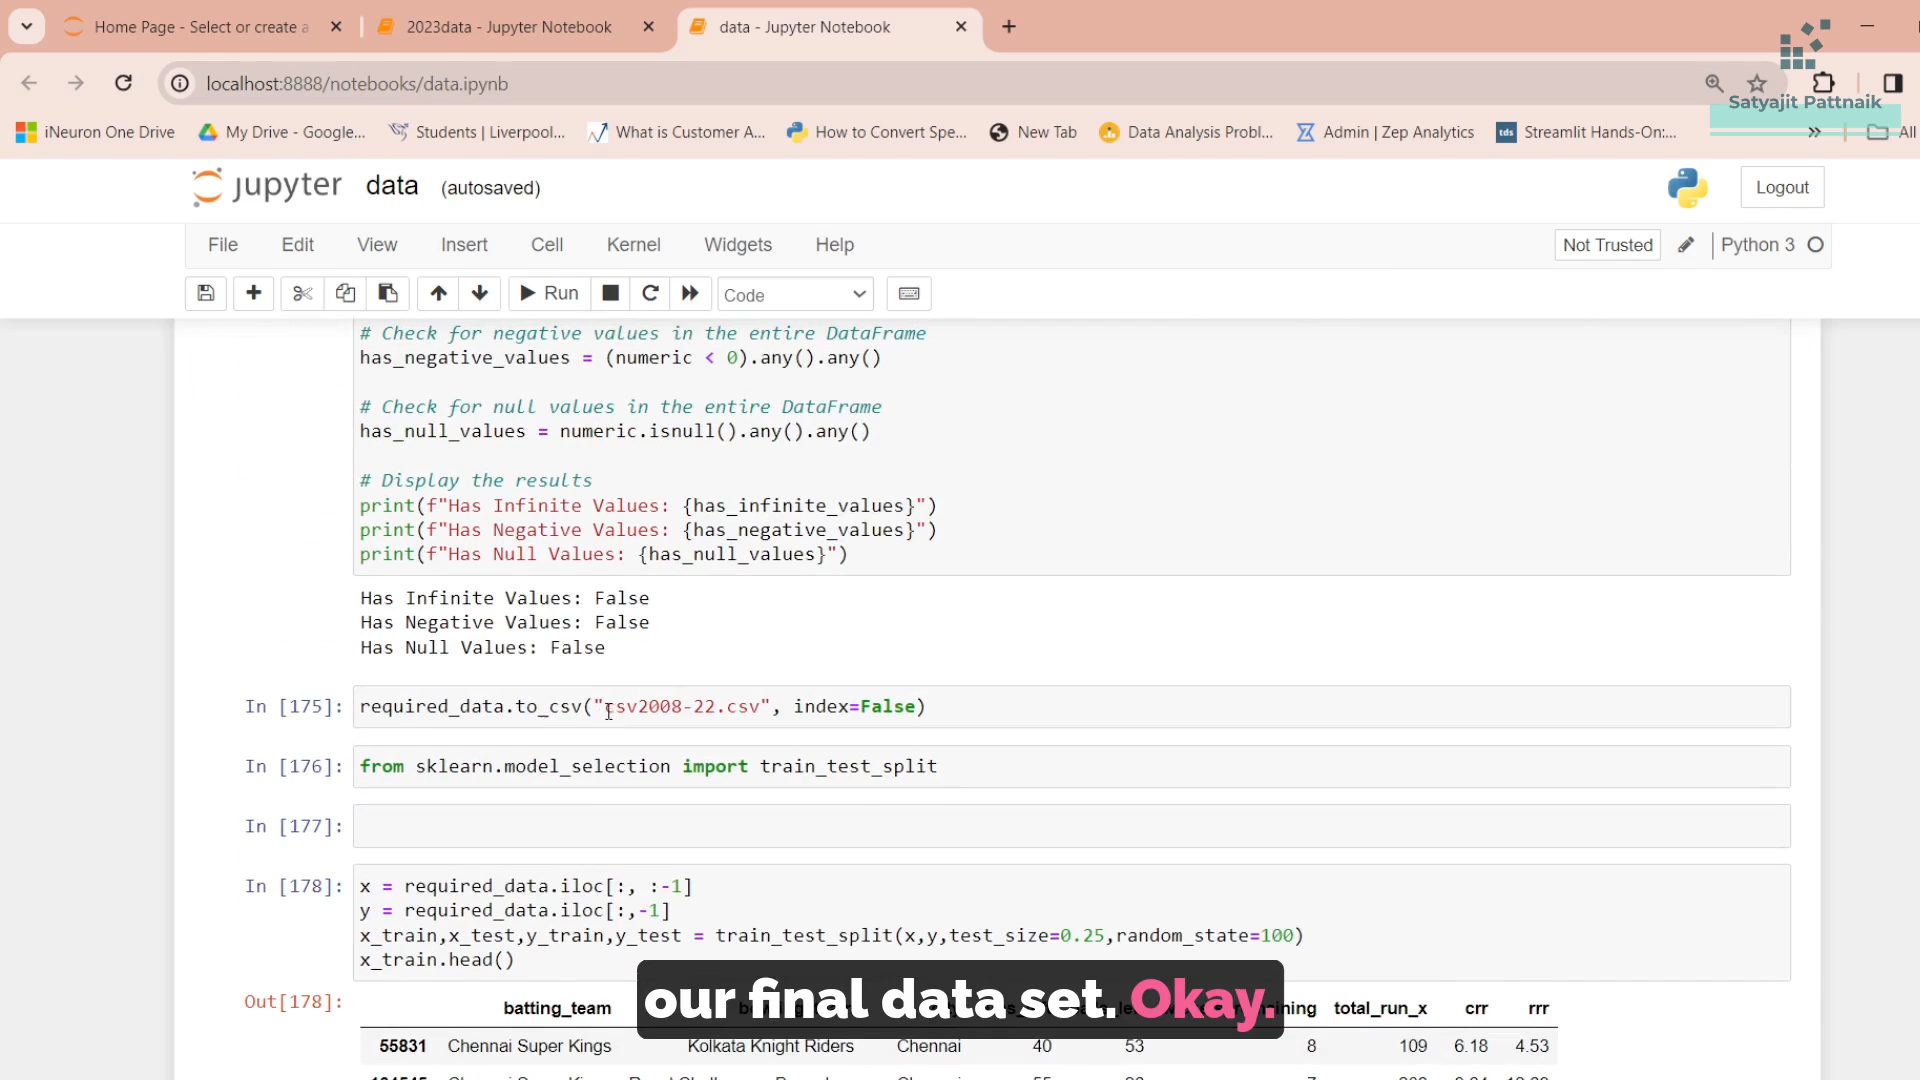 Home Page - Select or create a
2023data - Jupyter Notebook
data - Jupyter Notebook
localhost:8888/notebooks/data.ipynb
Satyajit Pattnaik
iNeuron One Drive
My Drive - Google...
Students | Liverpool...
What is Customer A...
How to Convert Spe...
New Tab
Data Analysis Probl...
Admin | Zep Analytics
tds
Streamlit Hands-On:...
All
jupyter data (autosaved)
Logout
File Edit View Insert Cell Kernel Widgets Help
Not Trusted
Python 3
Run
Code
# Check for negative values in the entire DataFrame
has_negative_values = (numeric < 0).any().any()
# Check for null values in the entire DataFrame
has_null_values = numeric.isnull().any().any()
# Display the results
print(f"Has Infinite Values: {has_infinite_values}")
print(f"Has Negative Values: {has_negative_values}")
print(f"Has Null Values: {has_null_values}")
Has Infinite Values: False
Has Negative Values: False
Has Null Values: False
In [175]: required_data.to_csv("csv2008-22.csv", index=False)
In [176]: from sklearn.model_selection import train_test_split
In [177]:
In [178]: x = required_data.iloc[:, :-1]
y = required_data.iloc[:,-1]
x_train,x_test,y_train,y_test = train_test_split(x,y,test_size=0.25,random_state=100)
x_train.head()
our final data set. Okay.
Out[178]:
batting_team total_run_x crr rrr
55831 Chennai Super Kings Kolkata Knight Riders Chennai 40 53 8 109 6.18 4.53